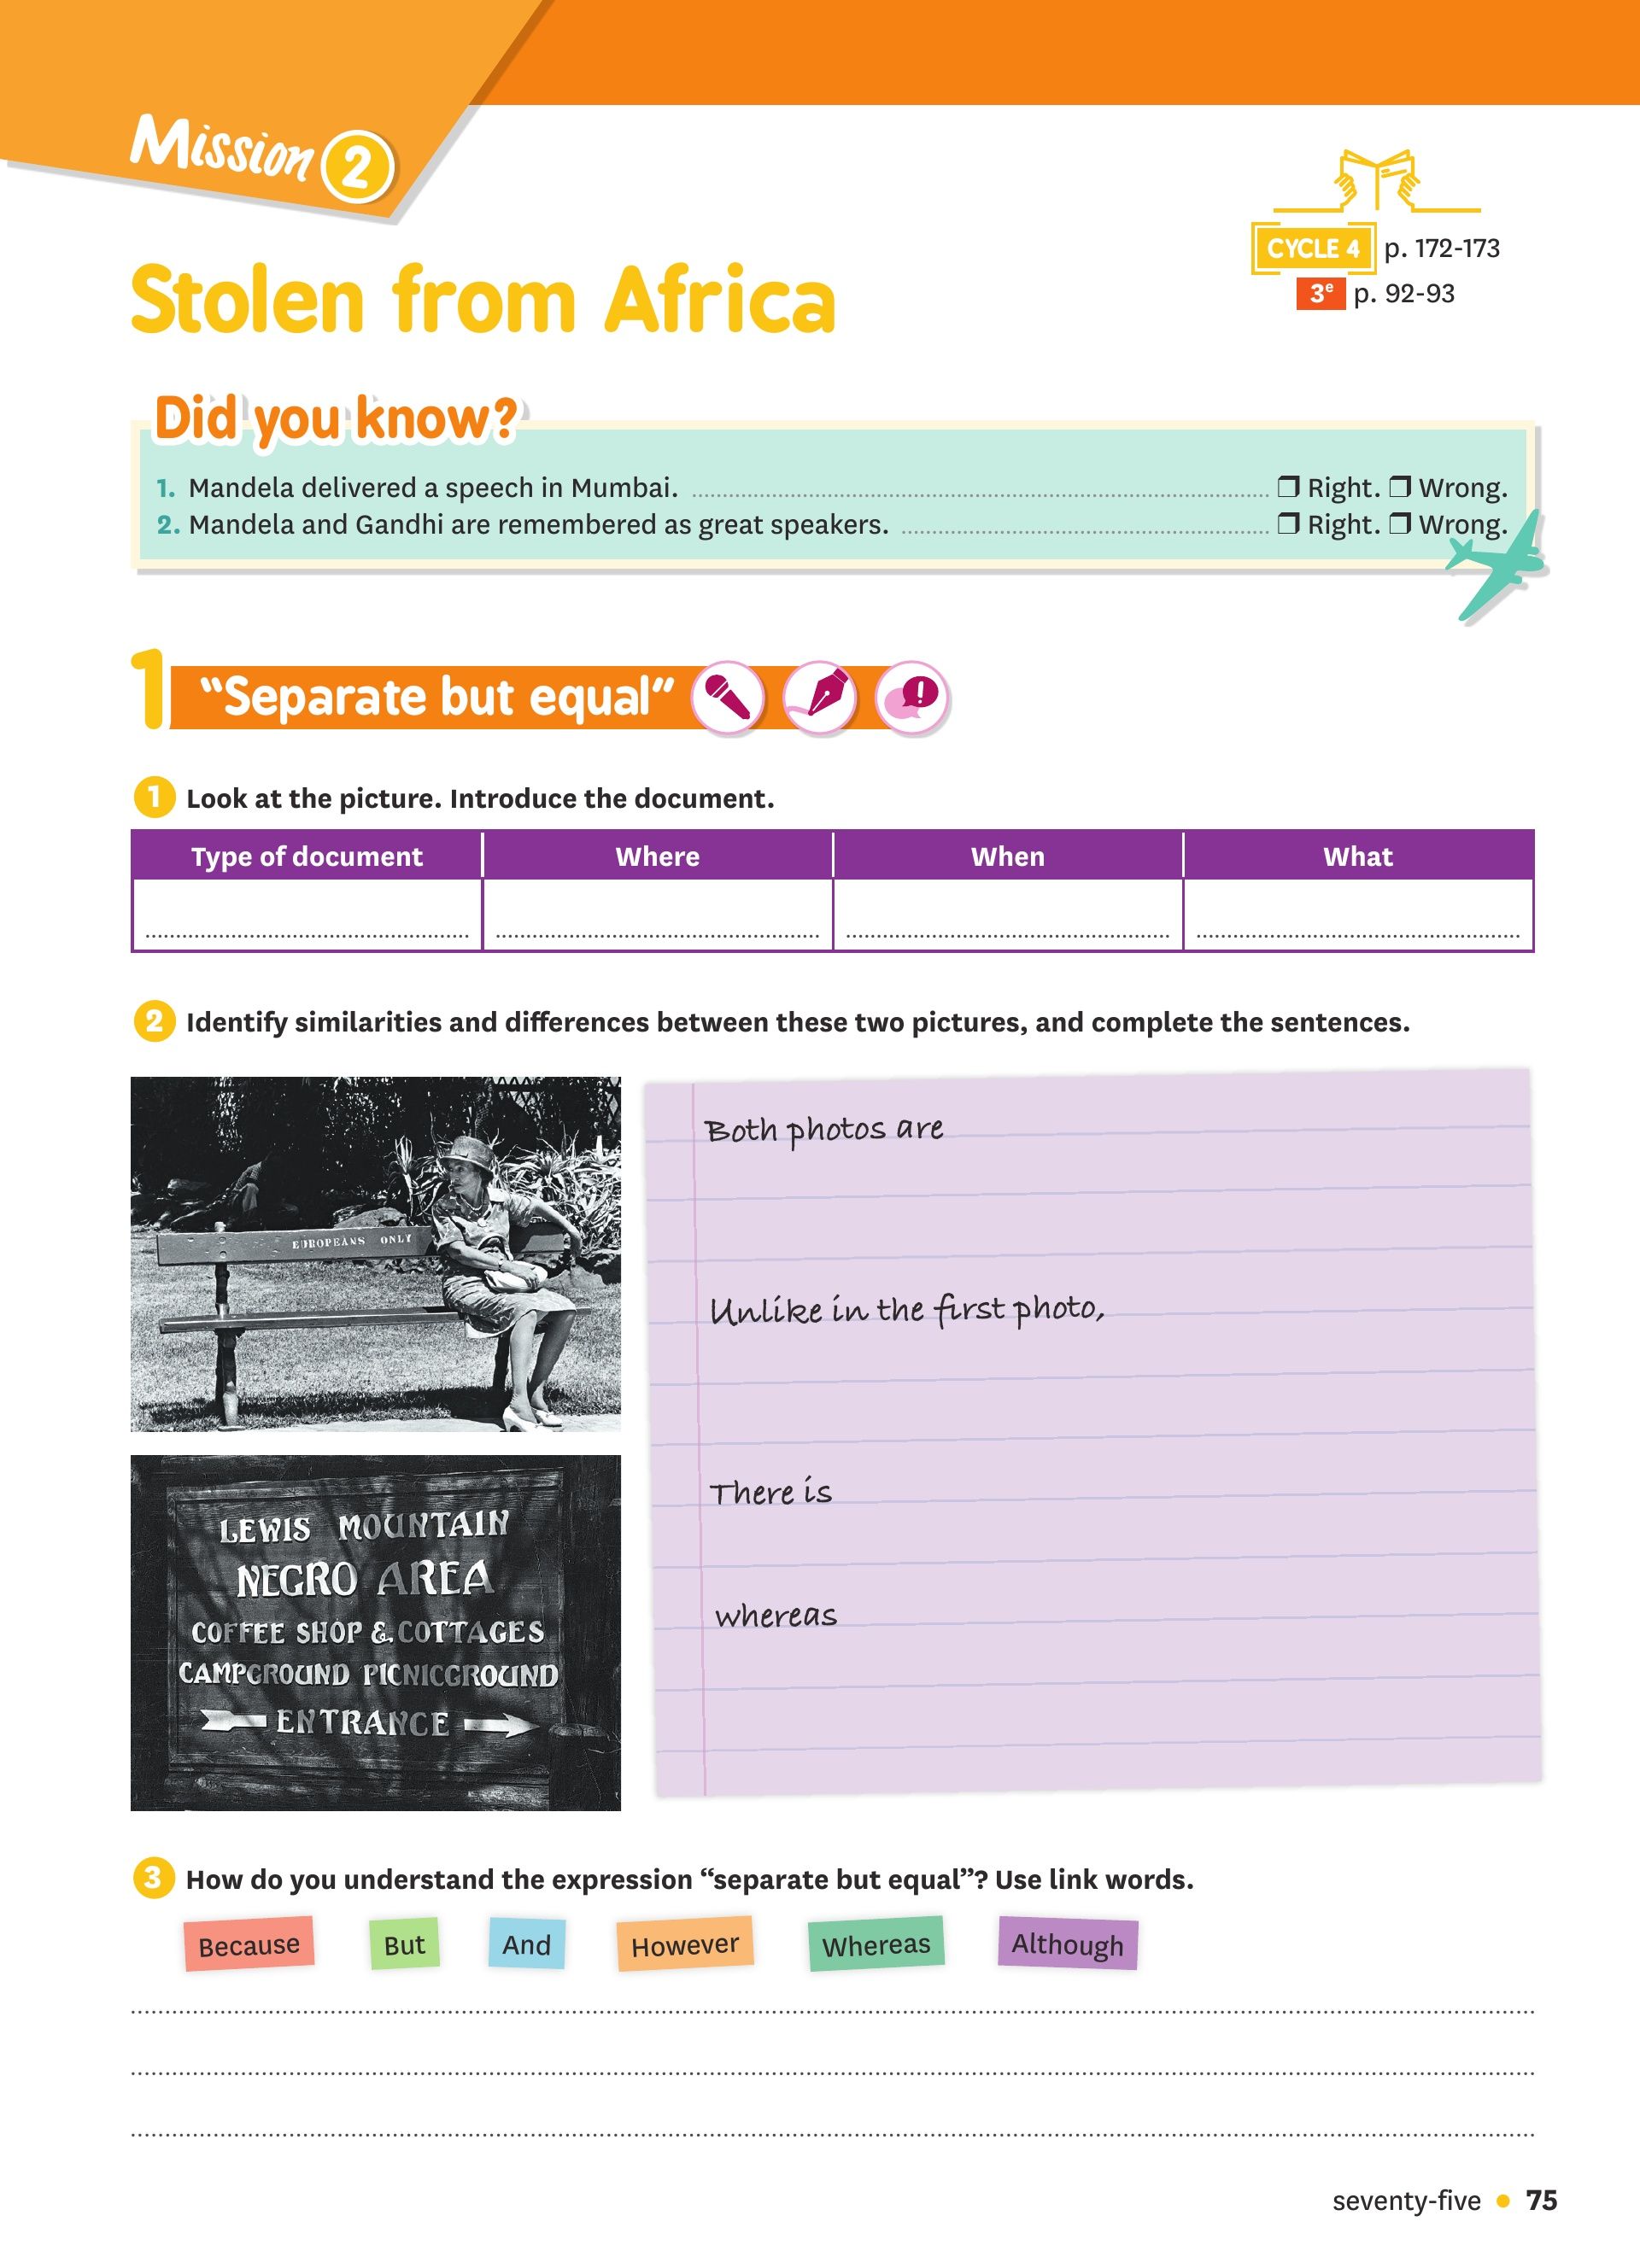 Mission 2
CYCLE 4 p. 172-173
3e p. 92-93
Stolen from Africa
Did you know?
1. Mandela delivered a speech in Mumbai. ❒ Right. ❒ Wrong.
2. Mandela and Gandhi are remembered as great speakers. ❒ Right. ❒ Wrong.
1 “Separate but equal”
1 Look at the picture. Introduce the document.
Type of document Where When What
2 Identify similarities and differences between these two pictures, and complete the sentences.
EUROPEANS ONLY
LEWIS MOUNTAIN
NEGRO AREA
COFFEE SHOP & COTTAGES
CAMPGROUND PICNICGROUND
ENTRANCE
Both photos are
Unlike in the first photo,
There is
whereas
3 How do you understand the expression “separate but equal”? Use link words.
Because But And However Whereas Although
seventy-five • 75